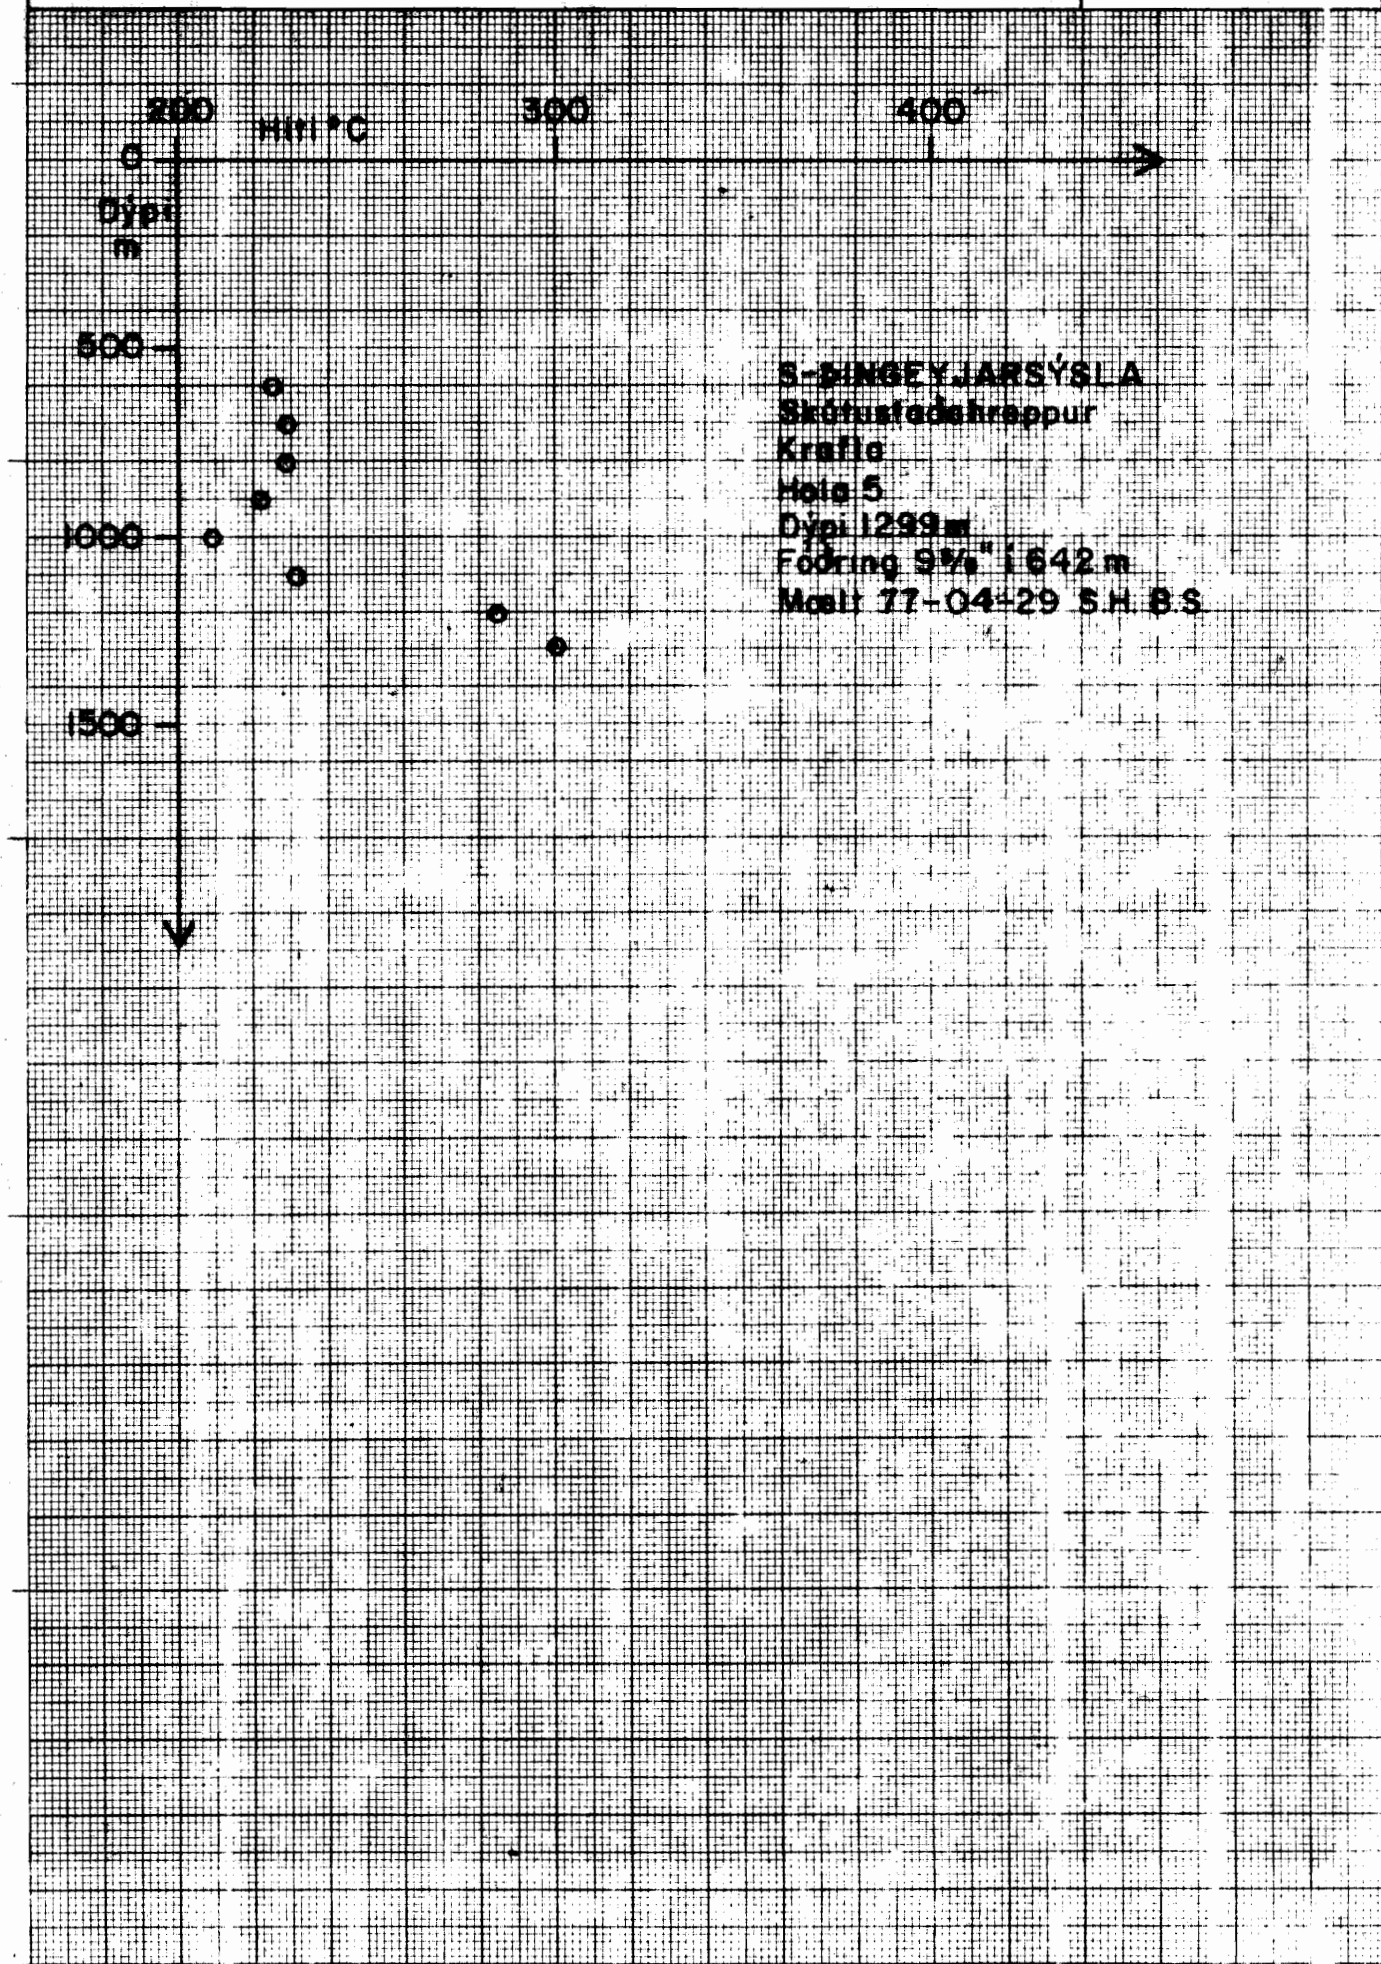 200 300 400
Hiti °C
0
Dýpi
m
500
S-ÞINGEYJARSÝSLA
Skútustaðahreppur
Krafla
Hola 5
1000
Dýpi 1299 m
Fóðring 9⅝" í 642 m
Mælt 77-04-29 S.H. B.S.
1500